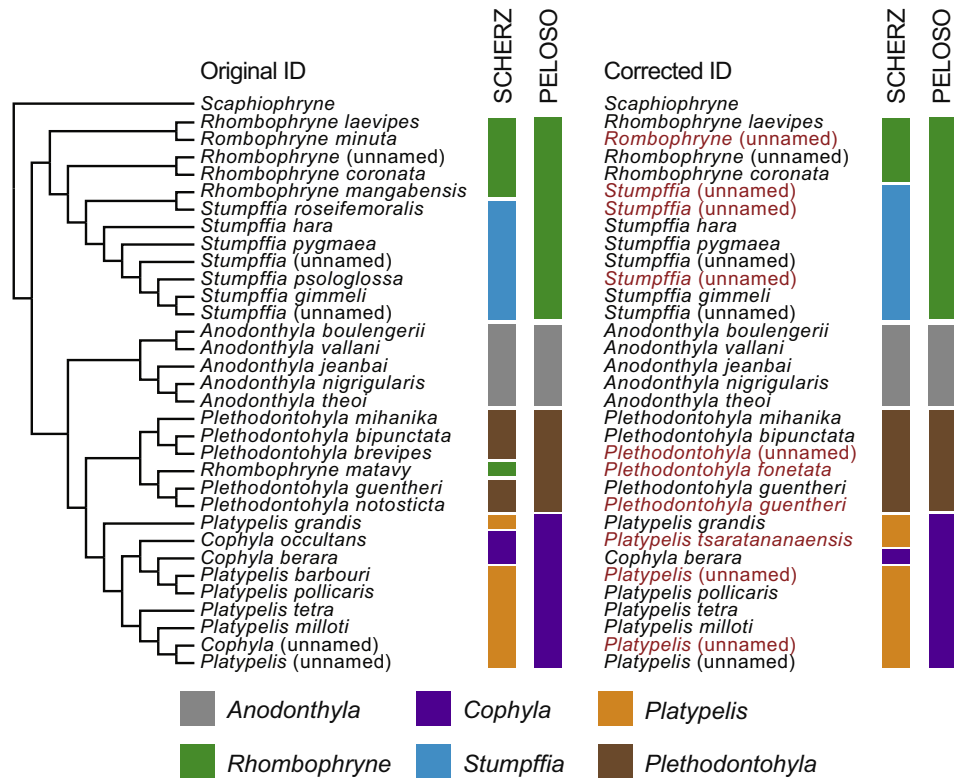 Original ID
SCHERZ
PELOSO
Scaphiophryne
Rhombophryne laevipes
Rombophryne minuta
Rhombophryne (unnamed)
Rhombophryne coronata
Rhombophryne mangabensis
Stumpffia roseifemoralis
Stumpffia hara
Stumpffia pygmaea
Stumpffia (unnamed)
Stumpffia psologlossa
Stumpffia gimmeli
Stumpffia (unnamed)
Anodonthyla boulengerii
Anodonthyla vallani
Anodonthyla jeanbai
Anodonthyla nigrigularis
Anodonthyla theoi
Plethodontohyla mihanika
Plethodontohyla bipunctata
Plethodontohyla brevipes
Rhombophryne matavy
Plethodontohyla guentheri
Plethodontohyla notosticta
Platypelis grandis
Cophyla occultans
Cophyla berara
Platypelis barbouri
Platypelis pollicaris
Platypelis tetra
Platypelis milloti
Cophyla (unnamed)
Platypelis (unnamed)
Corrected ID
SCHERZ
PELOSO
Scaphiophryne
Rhombophryne laevipes
Rombophryne (unnamed)
Rhombophryne (unnamed)
Rhombophryne coronata
Stumpffia (unnamed)
Stumpffia (unnamed)
Stumpffia hara
Stumpffia pygmaea
Stumpffia (unnamed)
Stumpffia (unnamed)
Stumpffia gimmeli
Stumpffia (unnamed)
Anodonthyla boulengerii
Anodonthyla vallani
Anodonthyla jeanbai
Anodonthyla nigrigularis
Anodonthyla theoi
Plethodontohyla mihanika
Plethodontohyla bipunctata
Plethodontohyla (unnamed)
Plethodontohyla fonetata
Plethodontohyla guentheri
Plethodontohyla guentheri
Platypelis grandis
Platypelis tsaratananaensis
Cophyla berara
Platypelis (unnamed)
Platypelis pollicaris
Platypelis tetra
Platypelis milloti
Platypelis (unnamed)
Platypelis (unnamed)
Anodonthyla
Cophyla
Platypelis
Rhombophryne
Stumpffia
Plethodontohyla